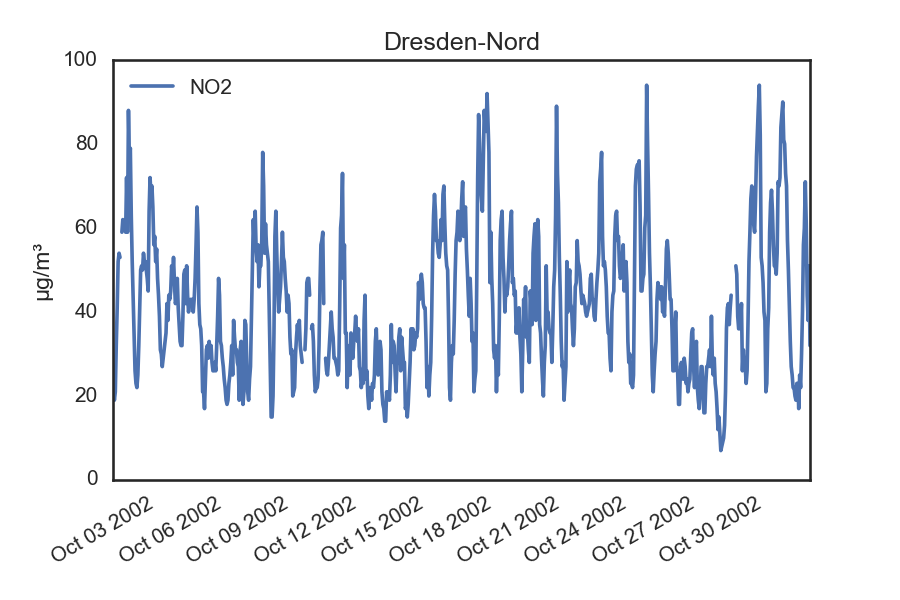 Dresden-Nord
NO2
µg/m³
100
80
60
40
20
0
Oct 03 2002
Oct 06 2002
Oct 09 2002
Oct 12 2002
Oct 15 2002
Oct 18 2002
Oct 21 2002
Oct 24 2002
Oct 27 2002
Oct 30 2002